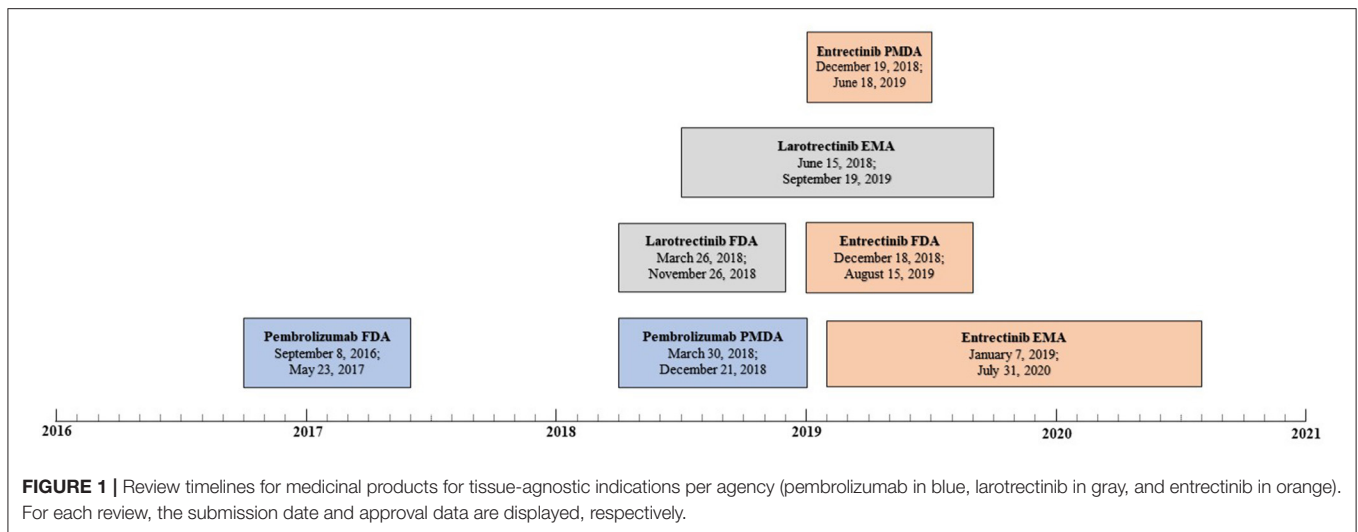 Entrectinib PMDA
December 19, 2018;
June 18, 2019
Larotrectinib EMA
June 15, 2018;
September 19, 2019
Larotrectinib FDA
March 26, 2018;
November 26, 2018
Entrectinib FDA
December 18, 2018;
August 15, 2019
Pembrolizumab FDA
September 8, 2016;
May 23, 2017
Pembrolizumab PMDA
March 30, 2018;
December 21, 2018
Entrectinib EMA
January 7, 2019;
July 31, 2020
2016 2017 2018 2019 2020 2021
FIGURE 1 | Review timelines for medicinal products for tissue-agnostic indications per agency (pembrolizumab in blue, larotrectinib in gray, and entrectinib in orange).
For each review, the submission date and approval data are displayed, respectively.